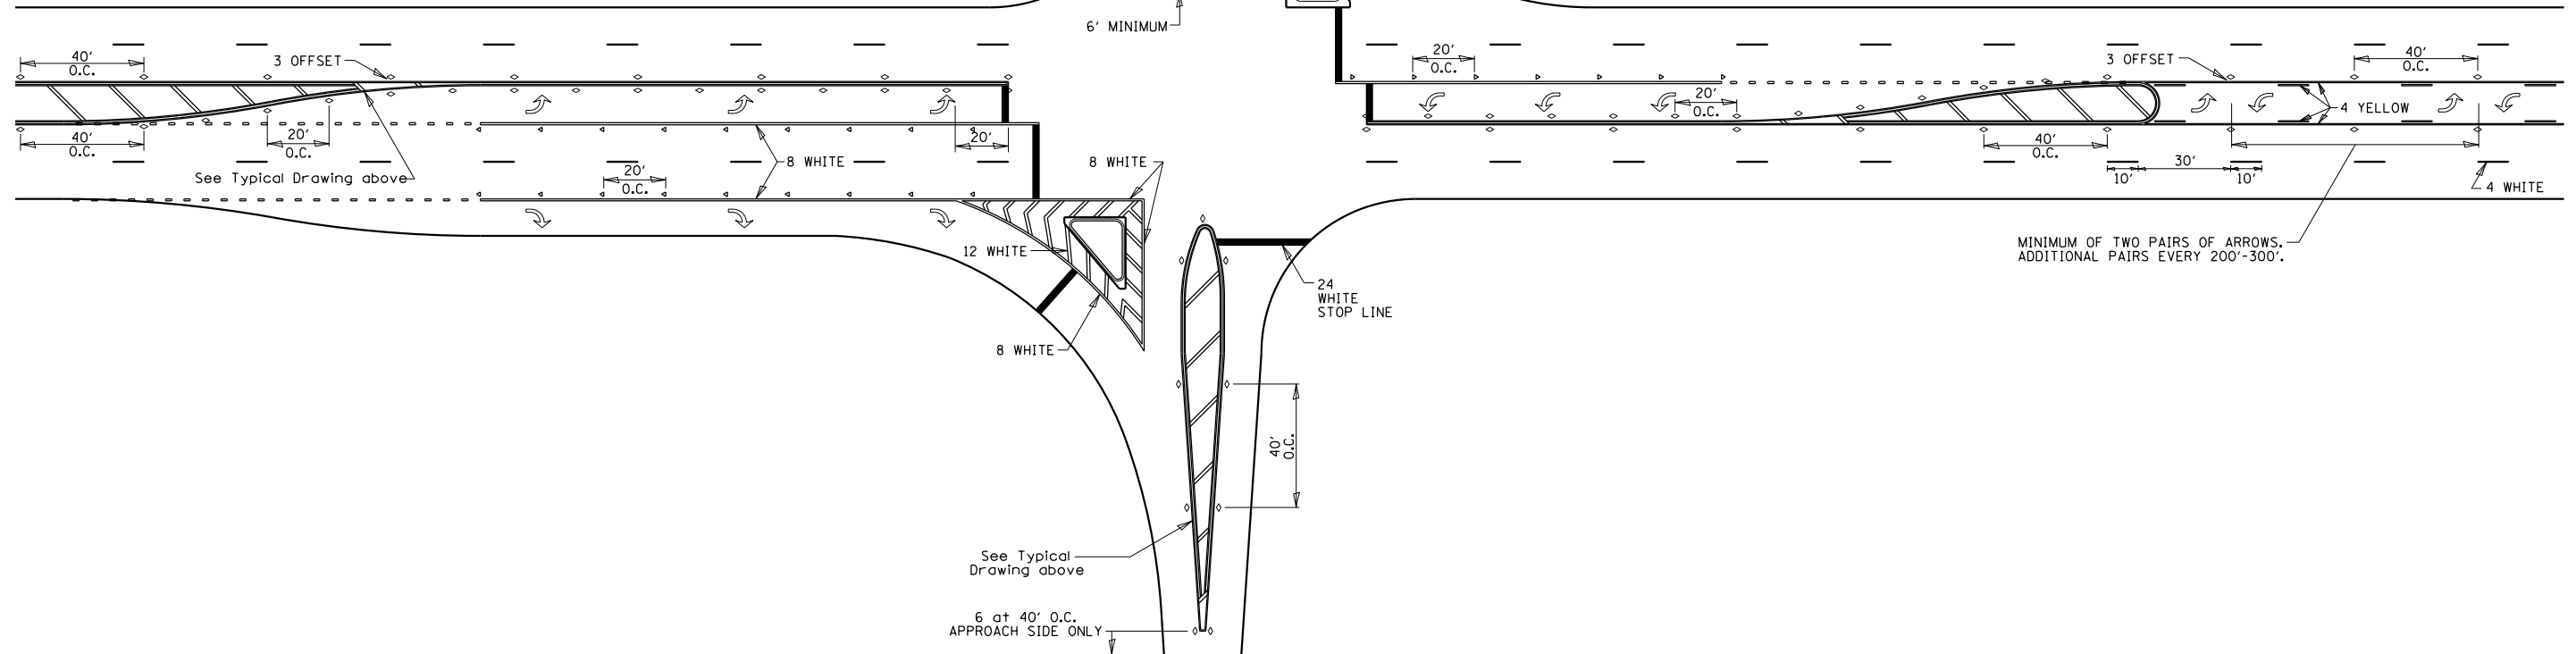 6' MINIMUM
40'
O.C.
3 OFFSET
20'
O.C.
3 OFFSET
40'
O.C.
20'
O.C.
4 YELLOW
40'
O.C.
20'
O.C.
20'
8 WHITE
8 WHITE
40'
O.C.
30'
10'
10'
See Typical Drawing above
20'
O.C.
4 WHITE
12 WHITE
MINIMUM OF TWO PAIRS OF ARROWS.
ADDITIONAL PAIRS EVERY 200'-300'.
24
WHITE
STOP LINE
8 WHITE
40'
O.C.
See Typical
Drawing above
6 at 40' O.C.
APPROACH SIDE ONLY